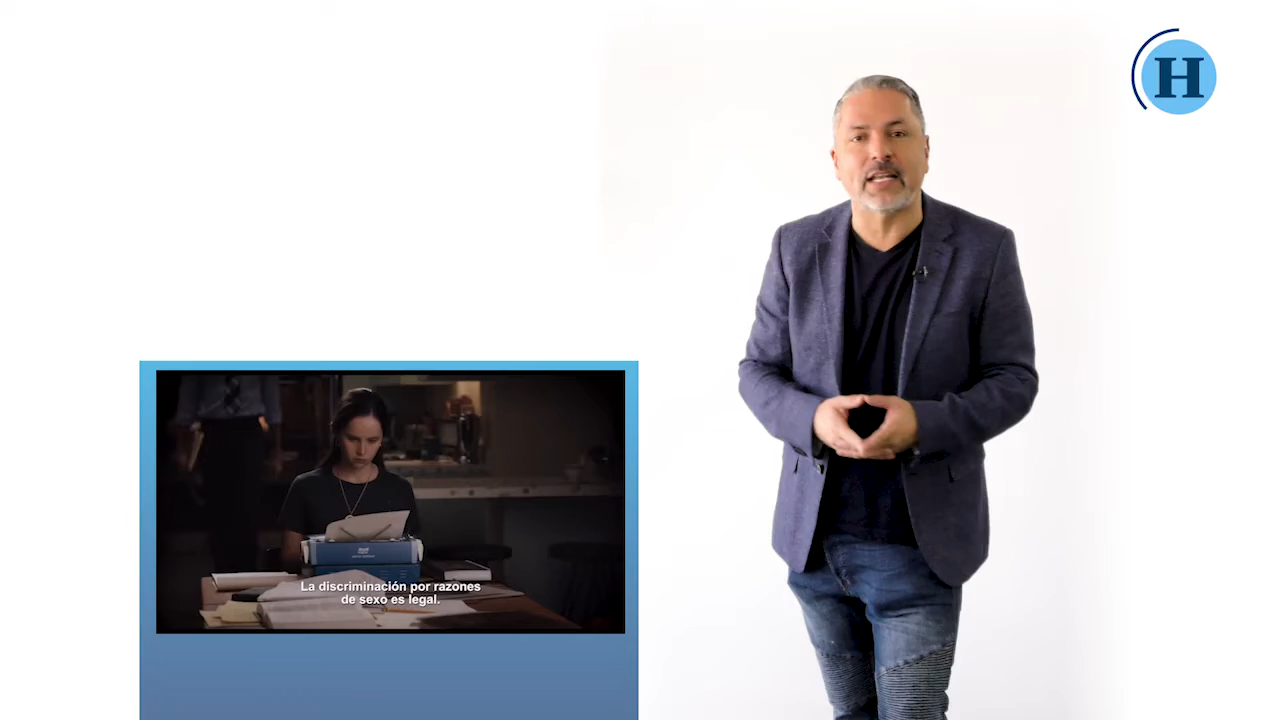 H
La discriminación por razones
de sexo es legal.